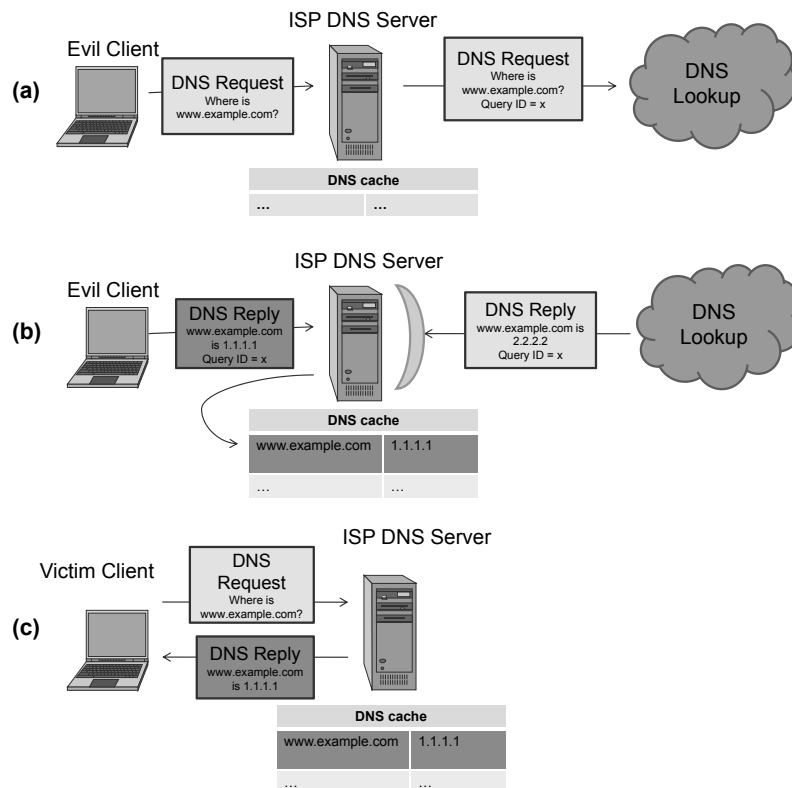 ISP DNS Server
Evil Client
(a)
DNS Request
Where is
www.example.com?
DNS Request
Where is
www.example.com?
Query ID = x
DNS
Lookup
DNS cache
... ...
ISP DNS Server
Evil Client
(b)
DNS Reply
www.example.com
is 1.1.1.1
Query ID = x
DNS Reply
www.example.com is
2.2.2.2
Query ID = x
DNS
Lookup
DNS cache
www.example.com 1.1.1.1
... ...
ISP DNS Server
Victim Client
(c)
DNS
Request
Where is
www.example.com?
DNS Reply
www.example.com
is 1.1.1.1
DNS cache
www.example.com 1.1.1.1
... ...